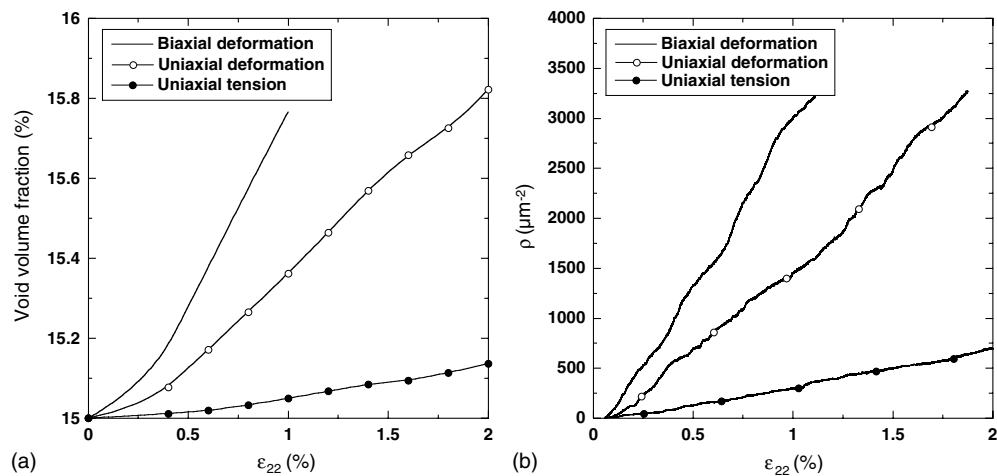 16
15.8
15.6
15.4
15.2
15
0
0.5
1
1.5
2
Void volume fraction (%)
ε22 (%)
Biaxial deformation
Uniaxial deformation
Uniaxial tension
(a)
4000
3500
3000
2500
2000
1500
1000
500
0
0
0.5
1
1.5
2
ρ (µm-2)
ε22 (%)
Biaxial deformation
Uniaxial deformation
Uniaxial tension
(b)